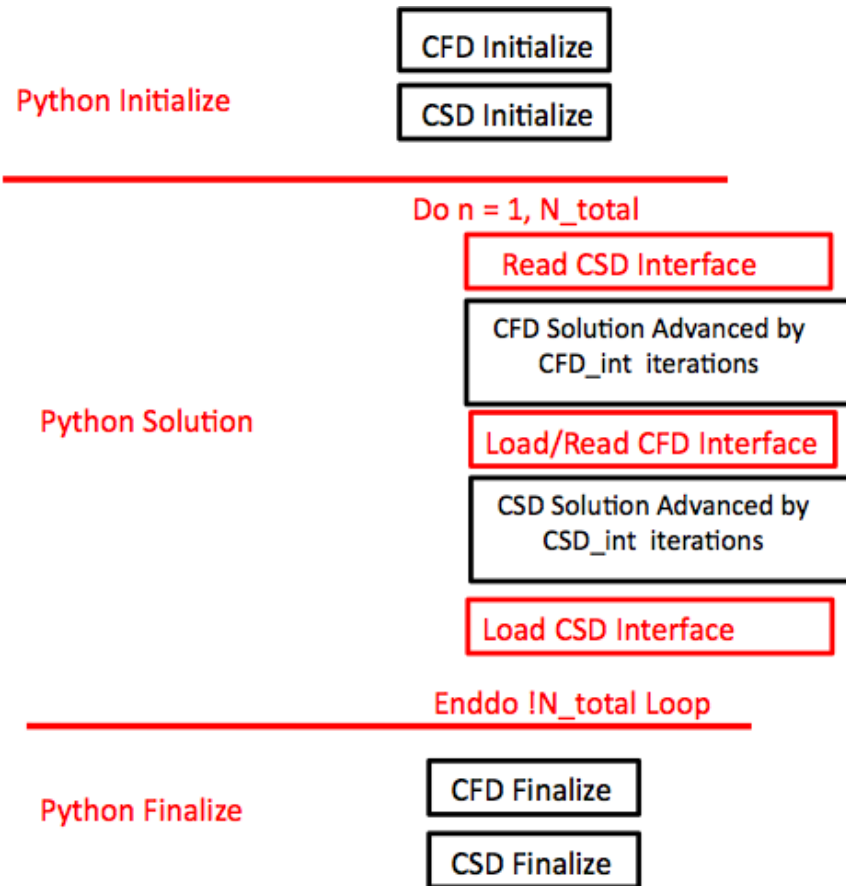 CFD Initialize
Python Initialize
CSD Initialize
Do n = 1, N_total
Read CSD Interface
CFD Solution Advanced by
CFD_int iterations
Python Solution
Load/Read CFD Interface
CSD Solution Advanced by
CSD_int iterations
Load CSD Interface
Enddo !N_total Loop
CFD Finalize
Python Finalize
CSD Finalize